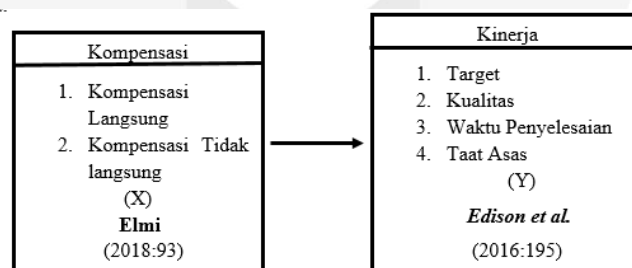 Kompensasi
1. Kompensasi
Langsung
2. Kompensasi Tidak
langsung
(X)
Elmi
(2018:93)
Kinerja
1. Target
2. Kualitas
3. Waktu Penyelesaian
4. Taat Asas
(Y)
Edison et al.
(2016:195)